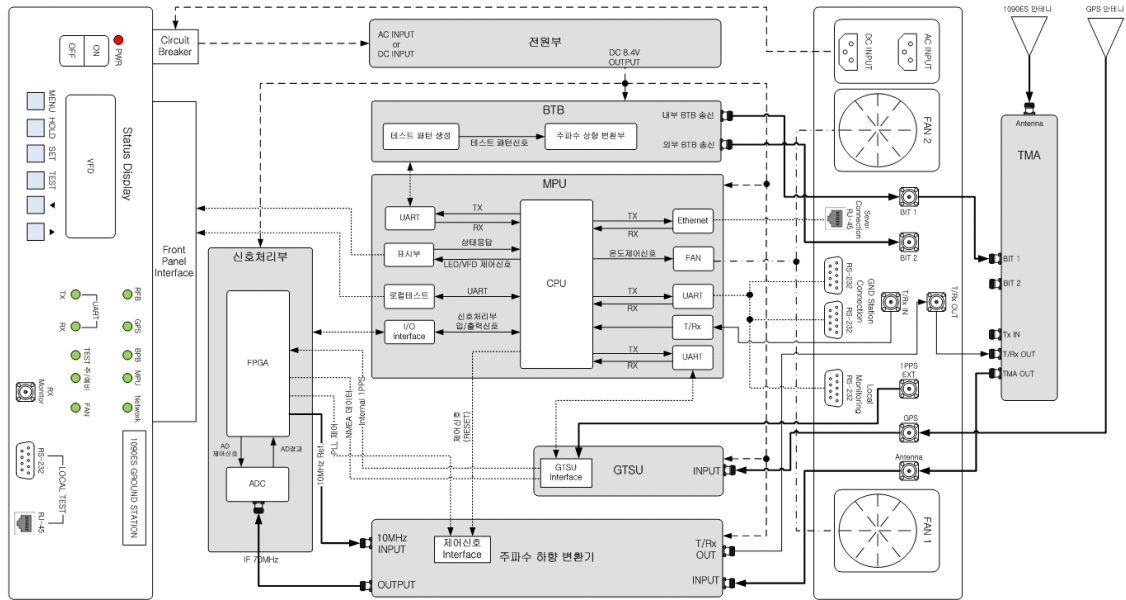 ON
OFF
PWR
MENU
HOLD
SET
TEST
◀
▶
VFD
Status Display
TX
RX
UART
RFB
GPS
TEST
주/예비
BPB
MPU
FAN
Network
RX
Monitor
RS-232
RJ-45
LOCAL TEST
1090ES GROUND STATION
Circuit
Breaker
Front
Panel
Interface
AC INPUT
or
DC INPUT
전원부
DC 8.4V
OUTPUT
BTB
테스트 패턴 생성
테스트 패턴신호
주파수 상향 변환부
내부 BTB 송신
외부 BTB 송신
MPU
UART
TX
RX
표시부
상태응답
LED/VFD 제어신호
로컬테스트
UART
I/O
interface
신호처리부
입/출력신호
CPU
TX
RX
Ethernet
온도제어신호
FAN
TX
RX
UART
T/Rx
TX
RX
UART
신호처리부
FPGA
AD
제어신호
AD결과
ADC
IF 70MHz
10MHz
PLL 제어
NMEA 데이터
Internal 1PPS
제어신호
(RESET)
GTSU
Interface
GTSU
INPUT
10MHz
INPUT
제어신호
Interface
주파수 하향 변환기
T/Rx
OUT
OUTPUT
INPUT
DC INPUT
AC INPUT
FAN 2
BIT 1
Sever
Connection
RJ-45
BIT 2
RS-232
RS-232
GND Station
Connection
T/Rx IN
T/Rx OUT
RS-232
Local
Monitoring
1PPS
EXT
GPS
Antenna
FAN 1
1090ES 안테나
GPS 안테나
Antenna
TMA
BIT 1
BIT 2
Tx IN
T/Rx OUT
TMA OUT